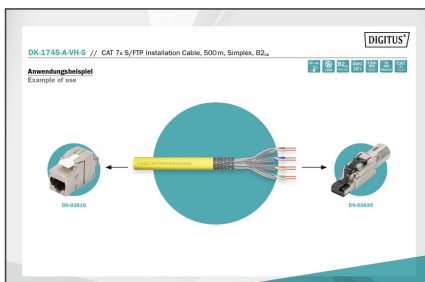 DIGITUS®
DK-1745-A-VH-5 // CAT 7A S/FTP Installation Cable, 500 m, Simplex, B2ca
Anwendungsbeispiel
Example of use
DIGITUS PROFESSIONAL
DN-93816
DN-93835